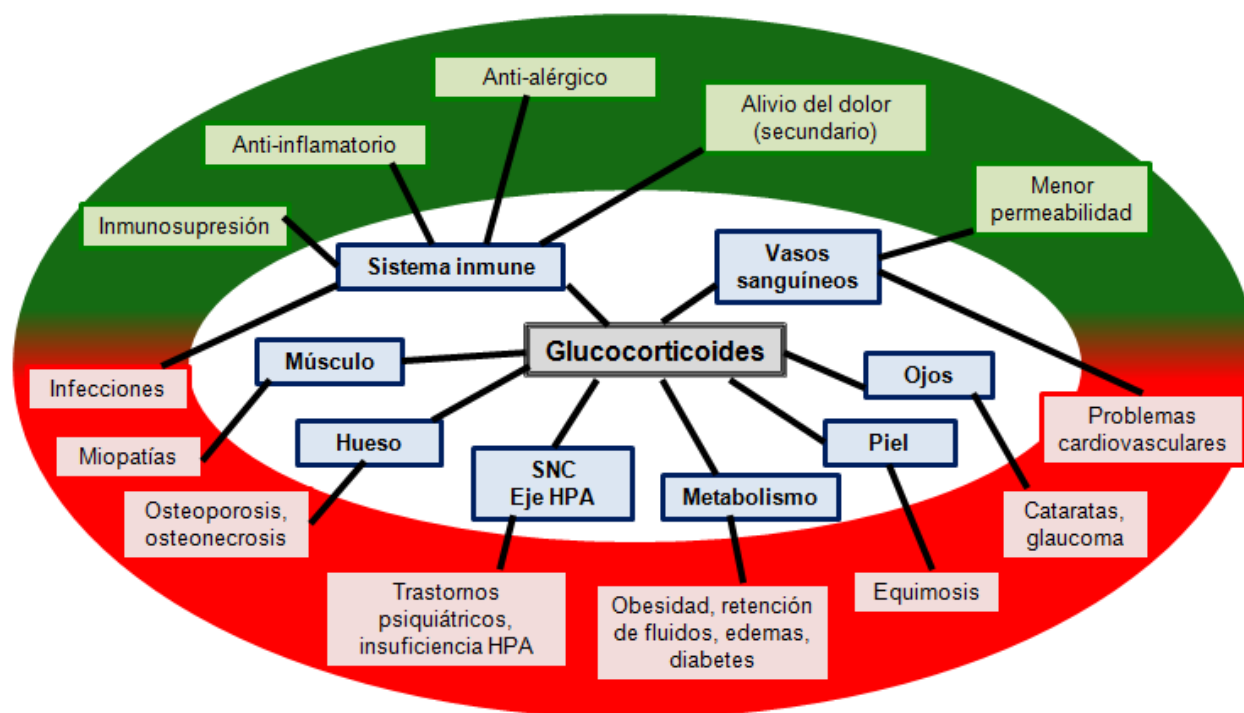 Anti-alérgico
Alivio del dolor
(secundario)
Anti-inflamatorio
Menor
permeabilidad
Inmunosupresión
Sistema inmune
Vasos
sanguíneos
Glucocorticoides
Músculo
Ojos
Infecciones
Problemas
cardiovasculares
Hueso
Piel
Miopatías
SNC
Eje HPA
Metabolismo
Osteoporosis,
osteonecrosis
Cataratas,
glaucoma
Trastornos
psiquiátricos,
insuficiencia HPA
Obesidad, retención
de fluidos, edemas,
diabetes
Equimosis